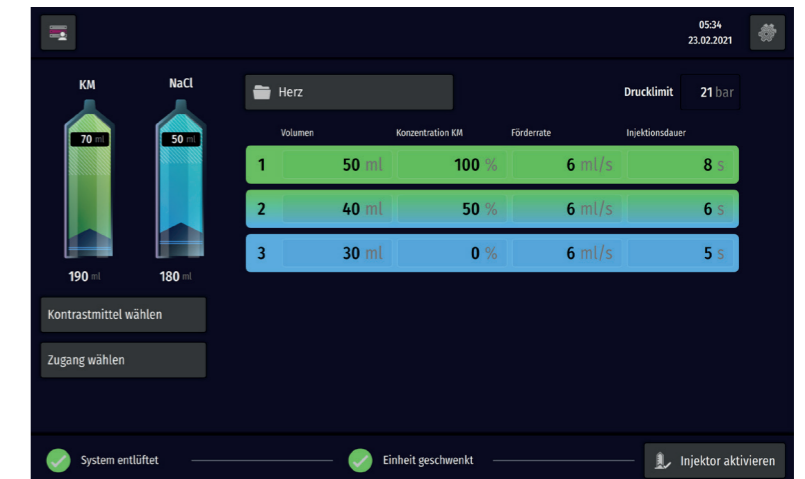 05:34
23.02.2021
KM NaCl
Herz
Drucklimit 21 bar
Volumen Konzentration KM Förderrate Injektionsdauer
70 ml 50 ml
1 50 ml 100 % 6 ml/s 8 s
2 40 ml 50 % 6 ml/s 6 s
3 30 ml 0 % 6 ml/s 5 s
190 ml 180 ml
Kontrastmittel wählen
Zugang wählen
System entlüftet Einheit geschwenkt Injektor aktivieren